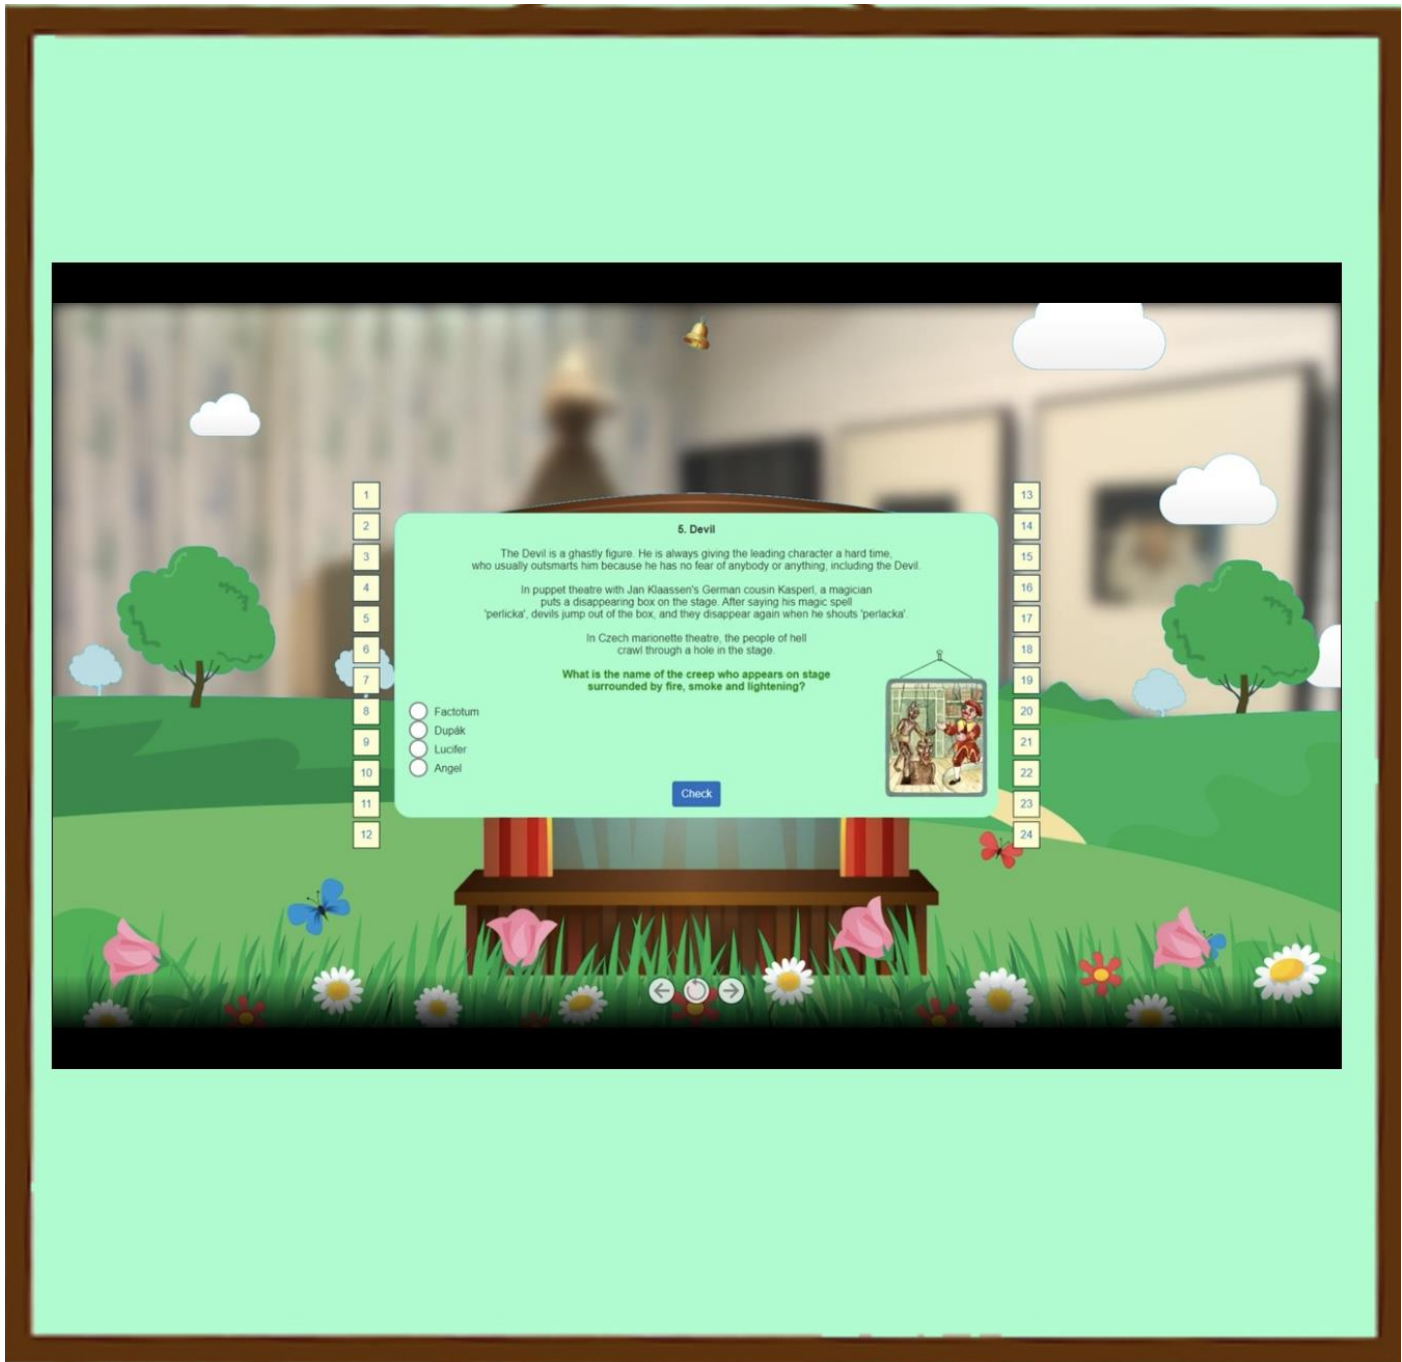 5. Devil
The Devil is a ghastly figure. He is always giving the leading character a hard time,
who usually outsmarts him because he has no fear of anybody or anything, including the Devil.
In puppet theatre with Jan Klaassen's German cousin Kasperl, a magician
puts a disappearing box on the stage. After saying his magic spell
'perlicka', devils jump out of the box, and they disappear again when he shouts 'perlacka'.
In Czech marionette theatre, the people of hell
crawl through a hole in the stage.
What is the name of the creep who appears on stage
surrounded by fire, smoke and lightening?
Factotum
Dupák
Lucifer
Angel
Check
1
2
3
4
5
6
7
8
9
10
11
12
13
14
15
16
17
18
19
20
21
22
23
24